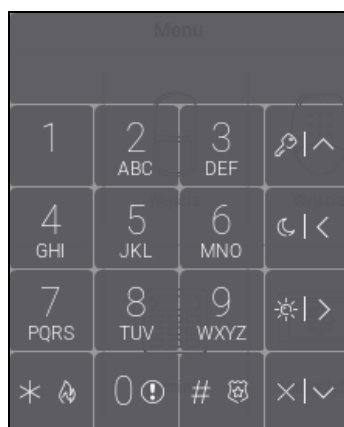 Menu
1 2 3
ABC DEF
4 5 6
GHI JKL MNO
7 8 9
PQRS TUV WXYZ
* 0 #